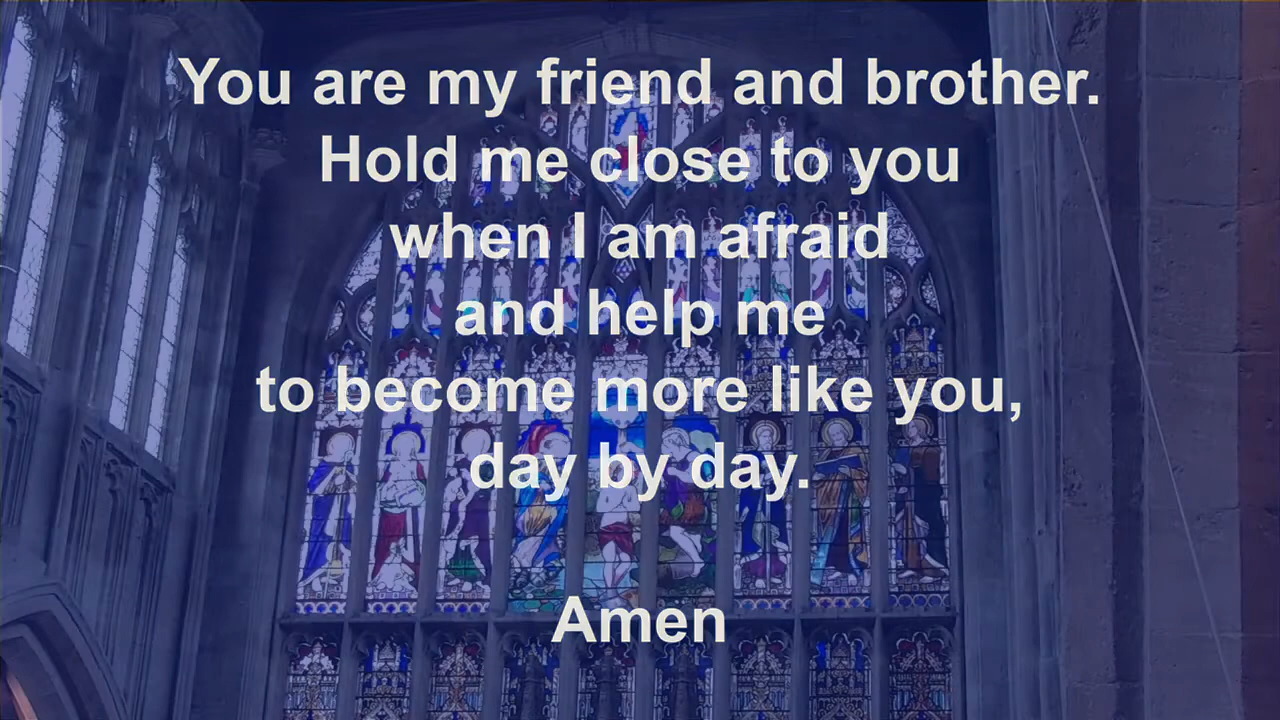 You are my friend and brother.
Hold me close to you
when I am afraid
and help me
to become more like you,
day by day.
Amen